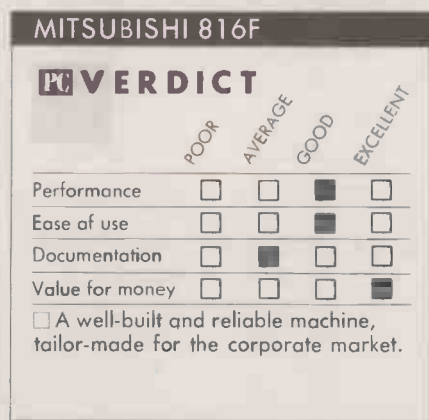 MITSUBISHI 816F
PC VERDICT
POOR AVERAGE GOOD EXCELLENT
Performance
Ease of use
Documentation
Value for money
A well-built and reliable machine,
tailor-made for the corporate market.